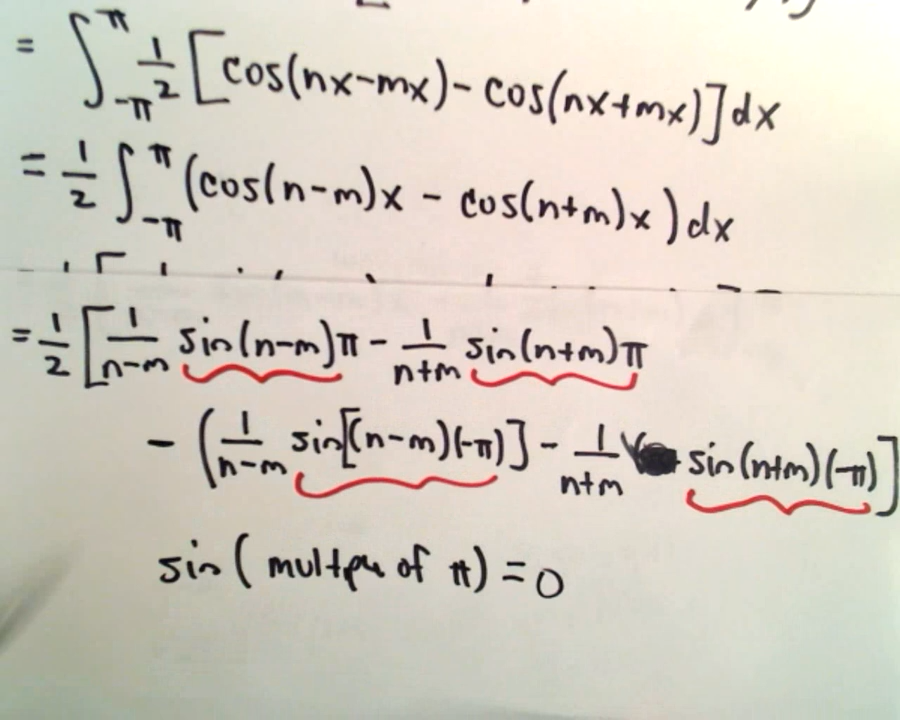 = ∫_{-π}^{π} 1/2 [cos(nx-mx) - cos(nx+mx)] dx
= 1/2 ∫_{-π}^{π} (cos(n-m)x - cos(n+m)x) dx
= 1/2 [1/(n-m) sin(n-m)π - 1/(n+m) sin(n+m)π
- (1/(n-m) sin[(n-m)(-π)] - 1/(n+m) sin(n+m)(-π)]
sin( of π) = 0